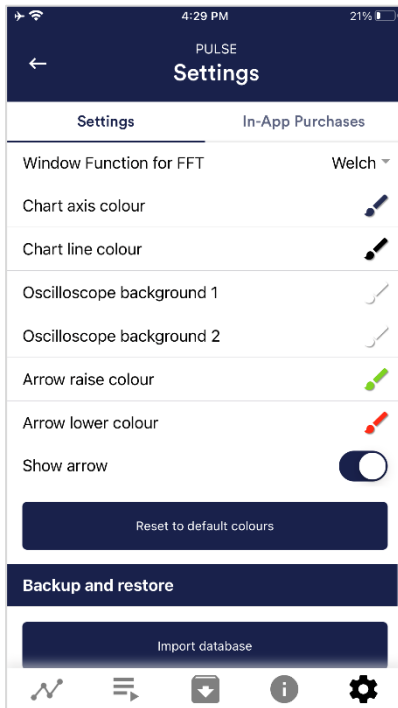 4:29 PM
21%
PULSE
Settings
Settings
In-App Purchases
Window Function for FFT
Welch
Chart axis colour
Chart line colour
Oscilloscope background 1
Oscilloscope background 2
Arrow raise colour
Arrow lower colour
Show arrow
Reset to default colours
Backup and restore
Import database